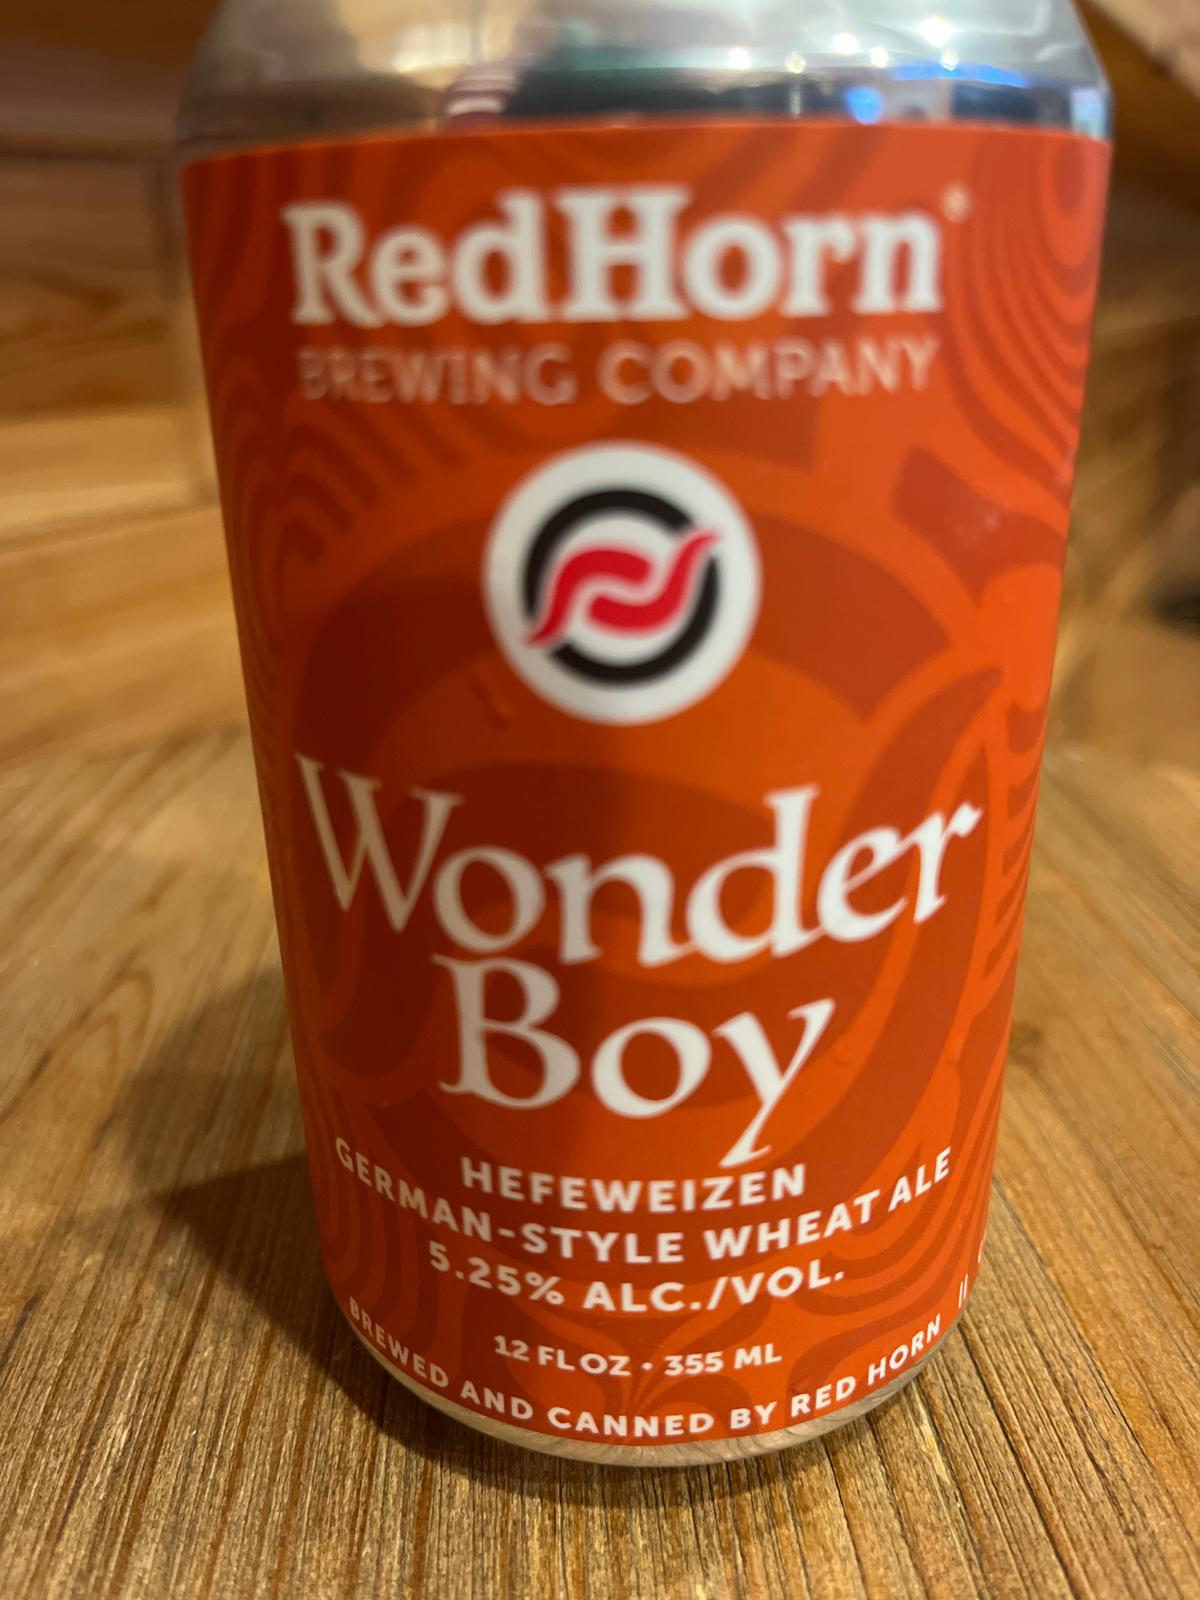 RedHorn®
BREWING COMPANY
Wonder
Boy
HEFEWEIZEN
GERMAN-STYLE WHEAT ALE
5.25% ALC./VOL.
12 FL OZ • 355 ML
BREWED AND CANNED BY RED HORN